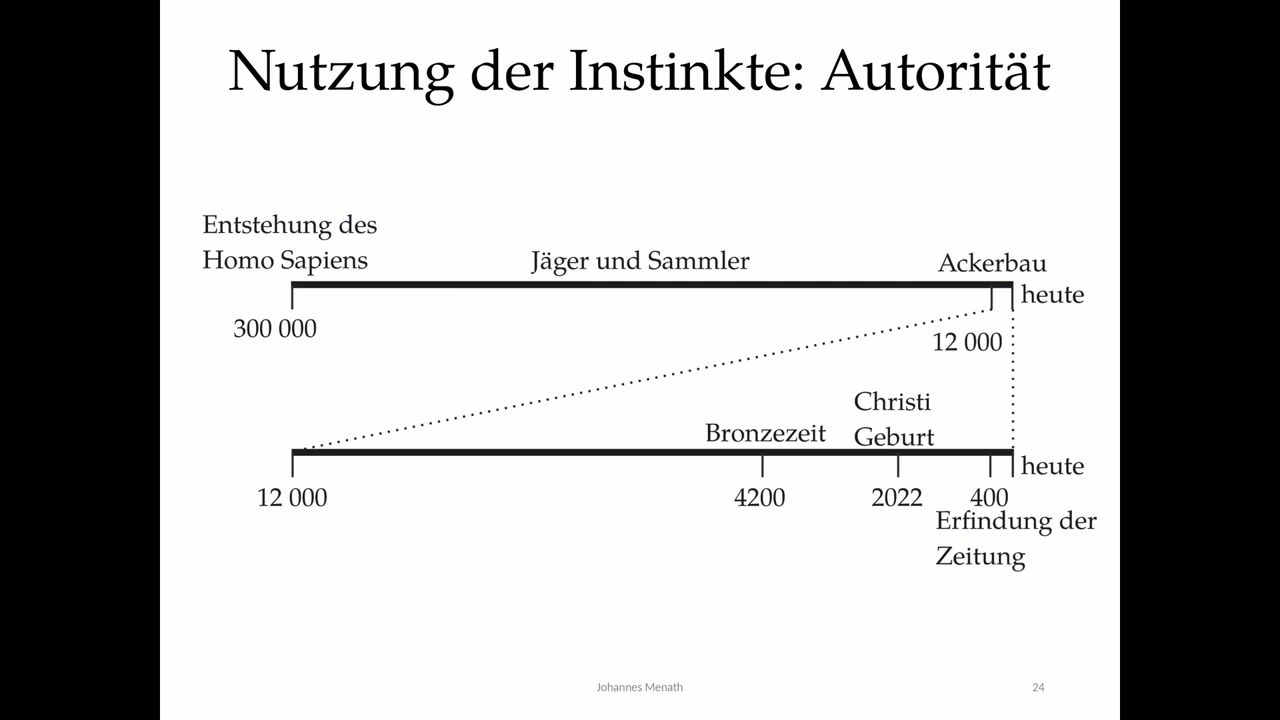 Nutzung der Instinkte: Autorität
Entstehung des
Homo Sapiens
Jäger und Sammler
Ackerbau
heute
300 000
12 000
Christi
Geburt
Bronzezeit
heute
12 000
4200
2022
400
Erfindung der
Zeitung
Johannes Menath
24